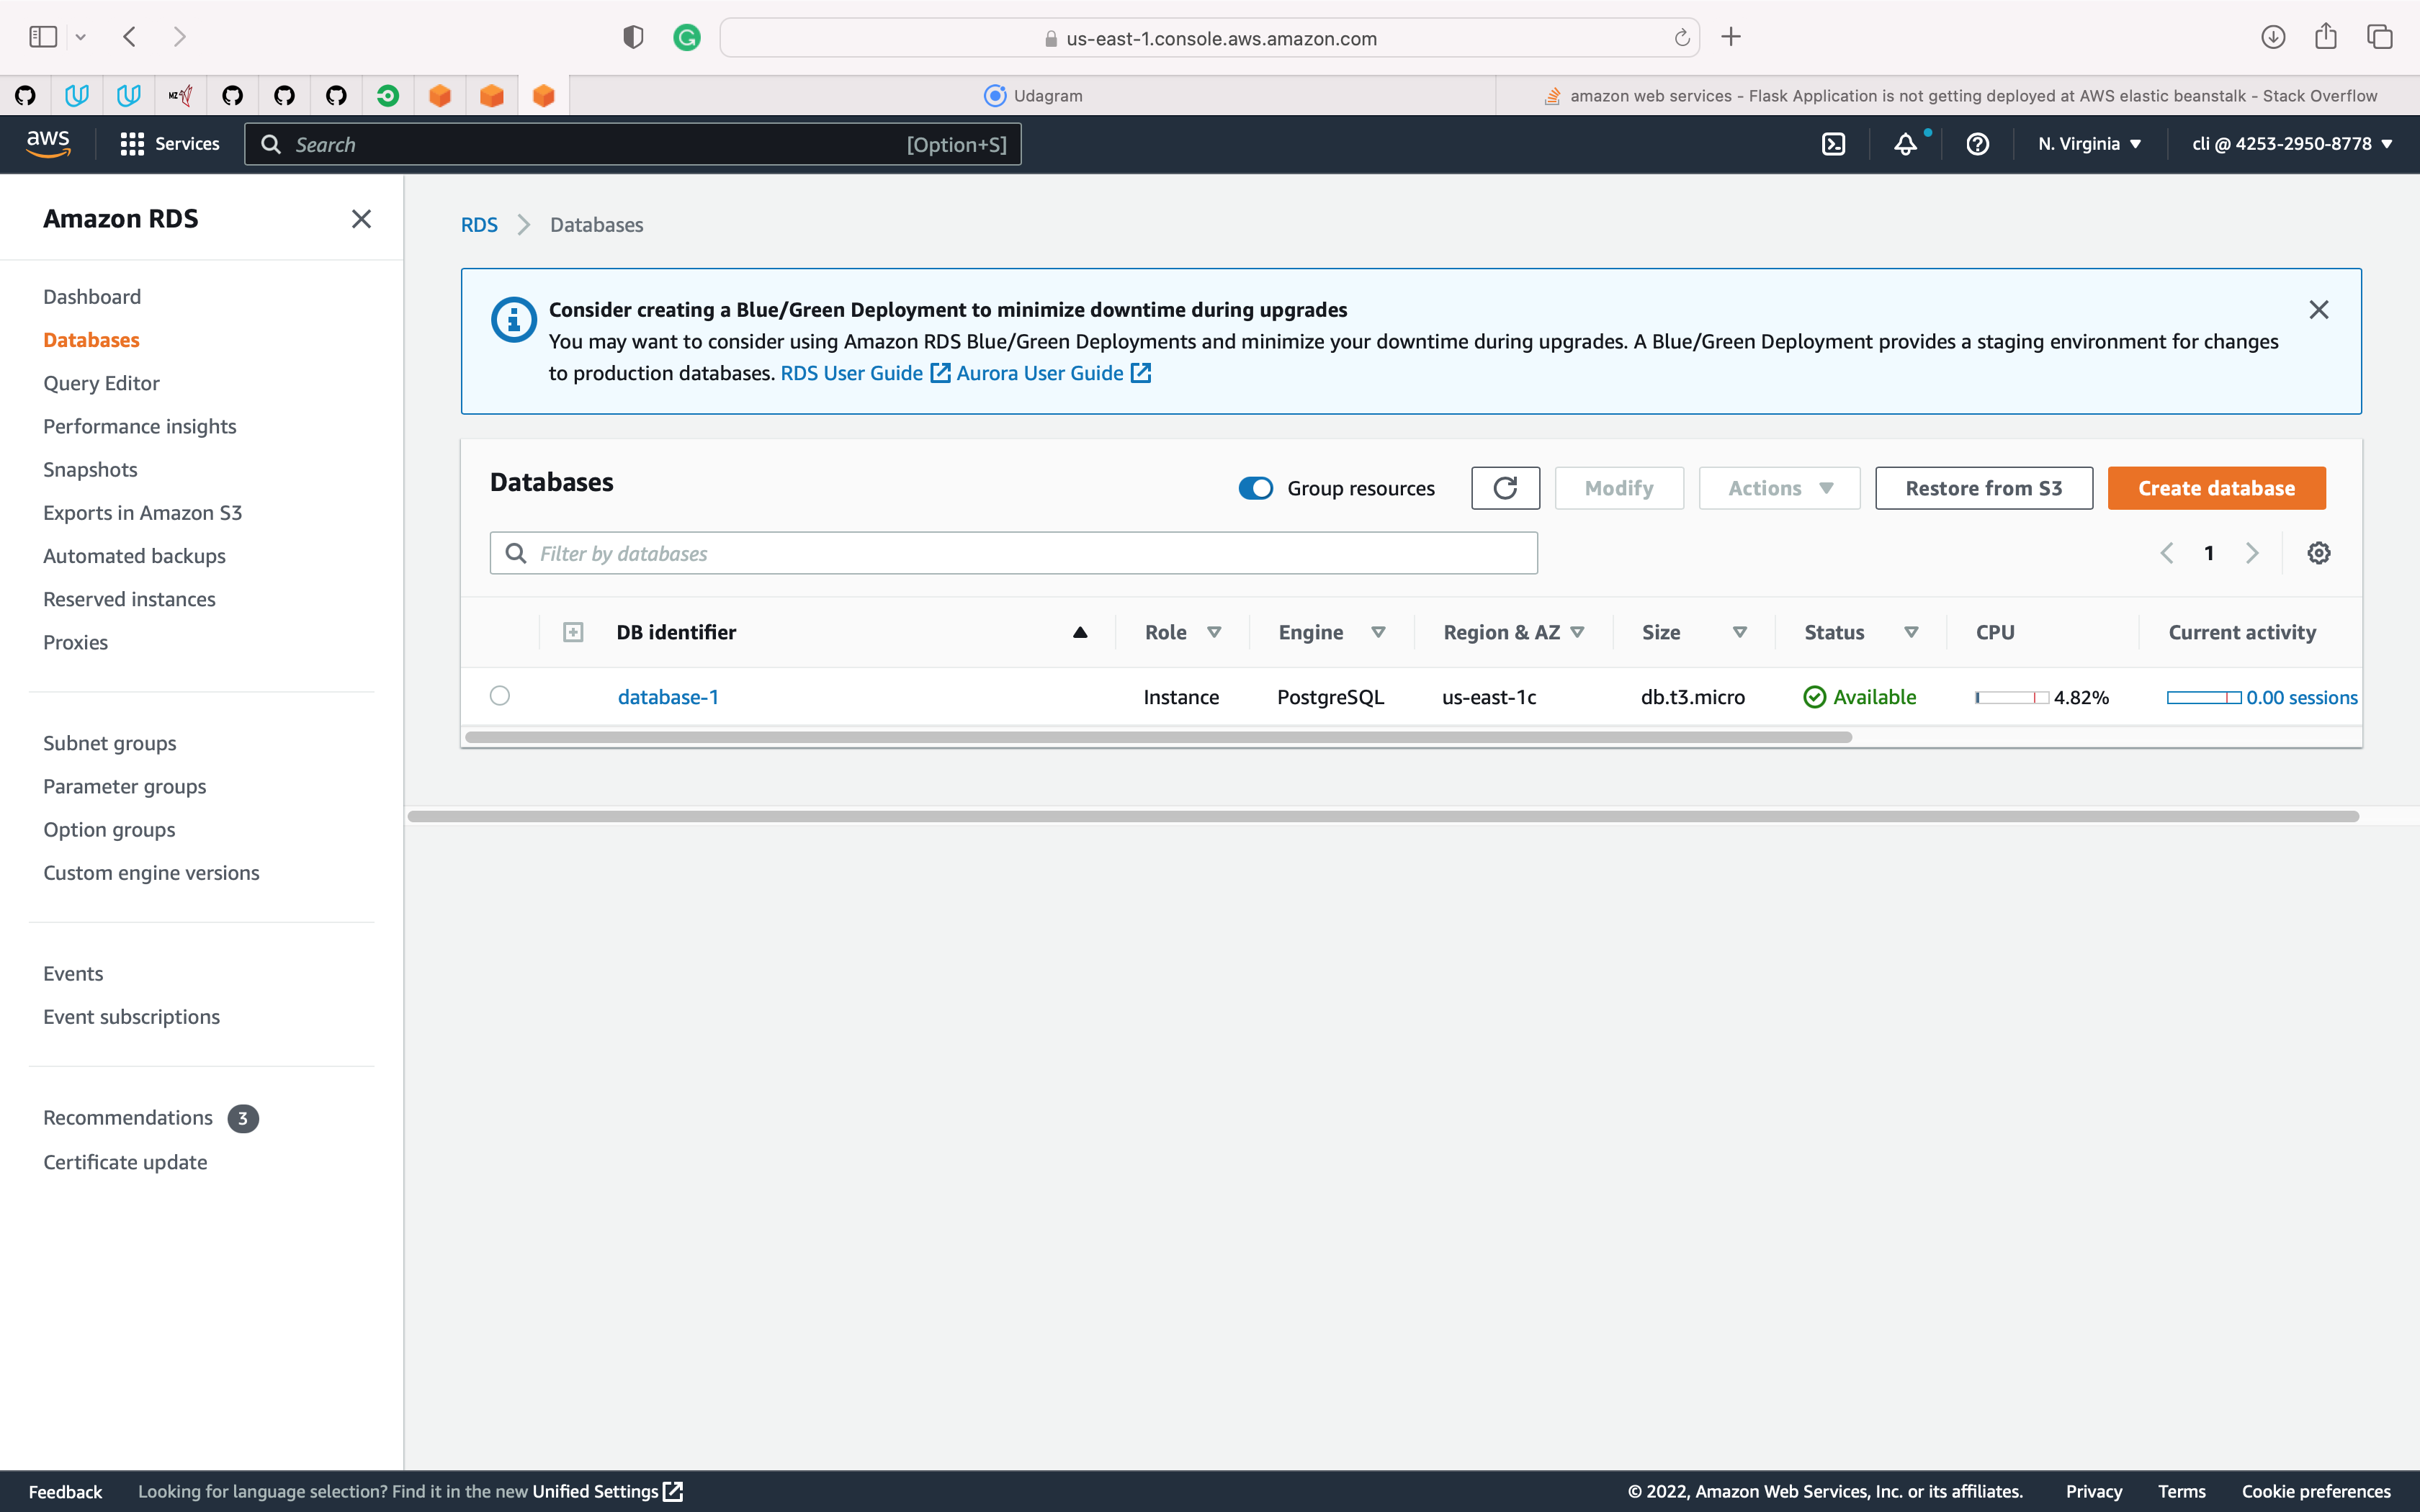 us-east-1.console.aws.amazon.com
Udagram
amazon web services - Flask Application is not getting deployed at AWS elastic beanstalk - Stack Overflow
aws
Services
Search
[Option+S]
N. Virginia
cli @ 4253-2950-8778
Amazon RDS
Dashboard
Databases
Query Editor
Performance insights
Snapshots
Exports in Amazon S3
Automated backups
Reserved instances
Proxies
Subnet groups
Parameter groups
Option groups
Custom engine versions
Events
Event subscriptions
Recommendations 3
Certificate update
RDS > Databases
Consider creating a Blue/Green Deployment to minimize downtime during upgrades
You may want to consider using Amazon RDS Blue/Green Deployments and minimize your downtime during upgrades. A Blue/Green Deployment provides a staging environment for changes
to production databases. RDS User Guide Aurora User Guide
Databases
Group resources
Modify
Actions
Restore from S3
Create database
Filter by databases
1
DB identifier Role Engine Region & AZ Size Status CPU Current activity
database-1 Instance PostgreSQL us-east-1c db.t3.micro Available 4.82% 0.00 sessions
Feedback
Looking for language selection? Find it in the new Unified Settings
© 2022, Amazon Web Services, Inc. or its affiliates.
Privacy
Terms
Cookie preferences